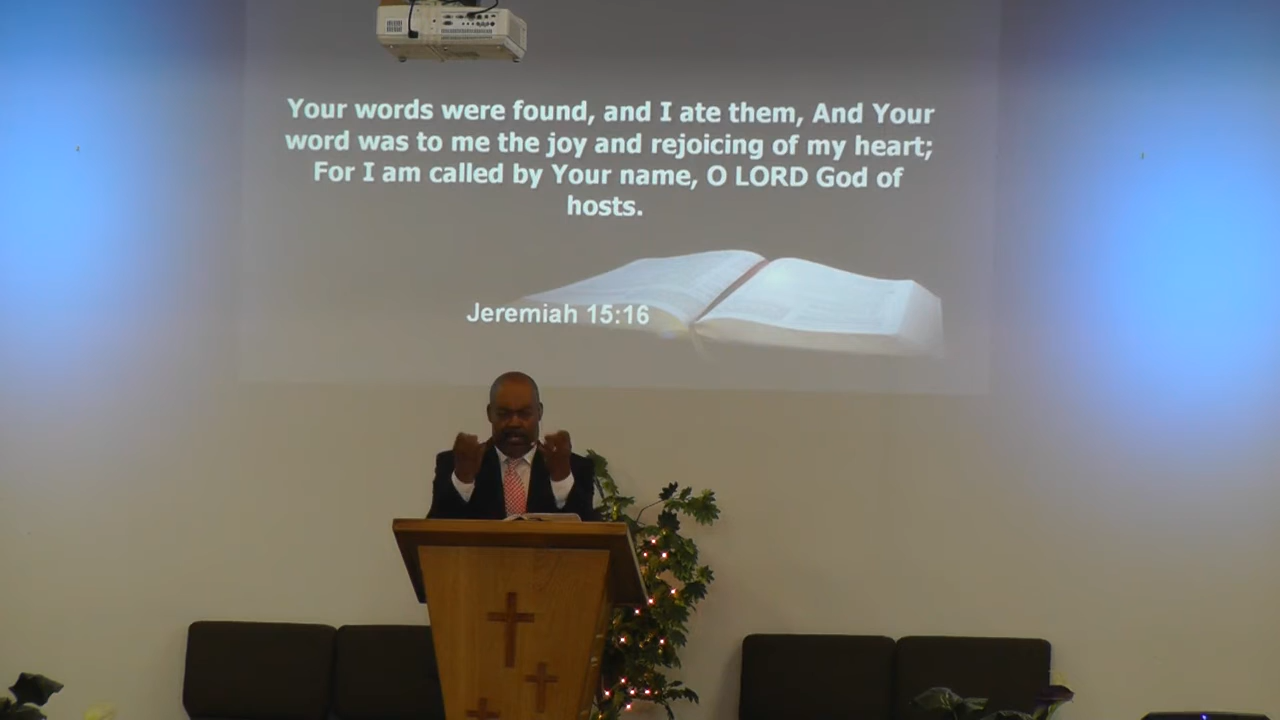 Your words were found, and I ate them, And Your
word was to me the joy and rejoicing of my heart;
For I am called by Your name, O LORD God of
hosts.
Jeremiah 15:16